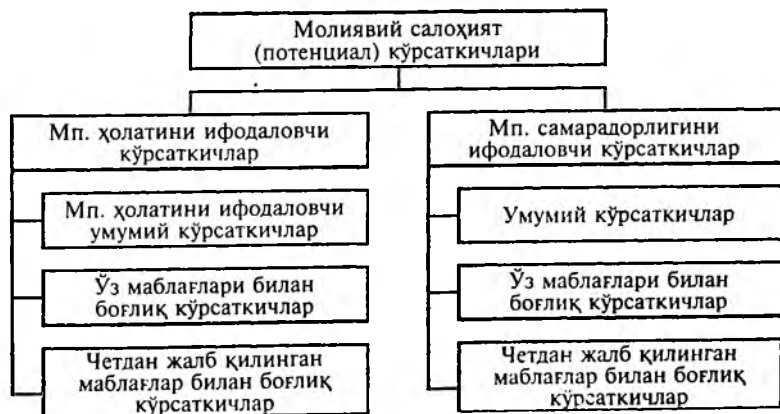 Молиявий салоҳият
(потенциал) кўрсаткичлари
Мп. ҳолатини ифодаловчи
кўрсаткичлар
Мп. ҳолатини ифодаловчи
умумий кўрсаткичлар
Ўз маблағлари билан
боғлиқ кўрсаткичлар
Четдан жалб қилинган
маблағлар билан боғлиқ
кўрсаткичлар
Мп. самарадорлигини
ифодаловчи кўрсаткичлар
Умумий кўрсаткичлар
Ўз маблағлари билан
боғлиқ кўрсаткичлар
Четдан жалб қилинган
маблағлар билан боғлиқ
кўрсаткичлар